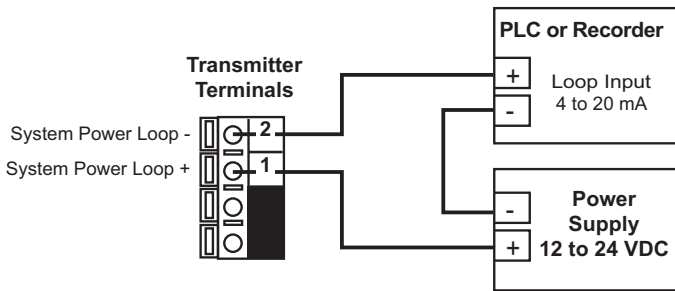 PLC or Recorder
+
Loop Input
4 to 20 mA
-
Transmitter
Terminals
System Power Loop -
2
System Power Loop +
1
-
Power
Supply
12 to 24 VDC
+